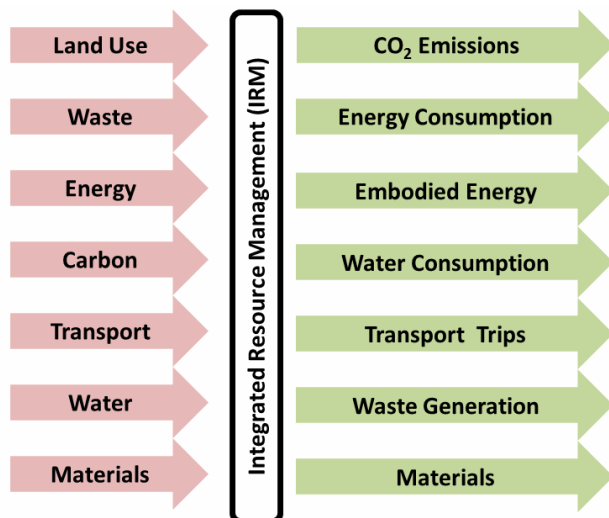 Land Use
Waste
Energy
Carbon
Transport
Water
Materials
Integrated Resource Management (IRM)
CO₂ Emissions
Energy Consumption
Embodied Energy
Water Consumption
Transport Trips
Waste Generation
Materials